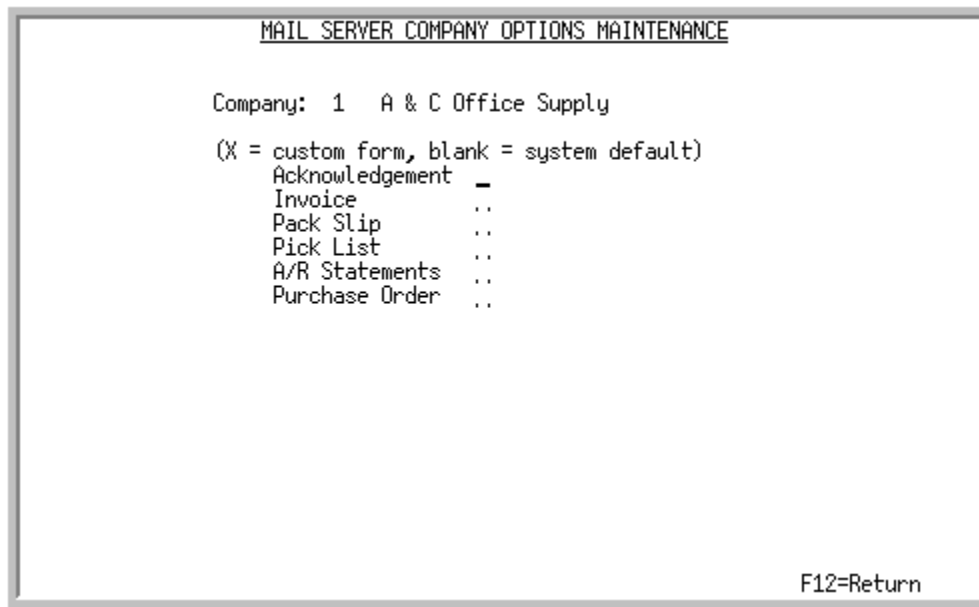 MAIL SERVER COMPANY OPTIONS MAINTENANCE
Company: 1 A & C Office Supply
(X = custom form, blank = system default)
Acknowledgement _
Invoice ..
Pack Slip ..
Pick List ..
A/R Statements ..
Purchase Order ..
F12=Return